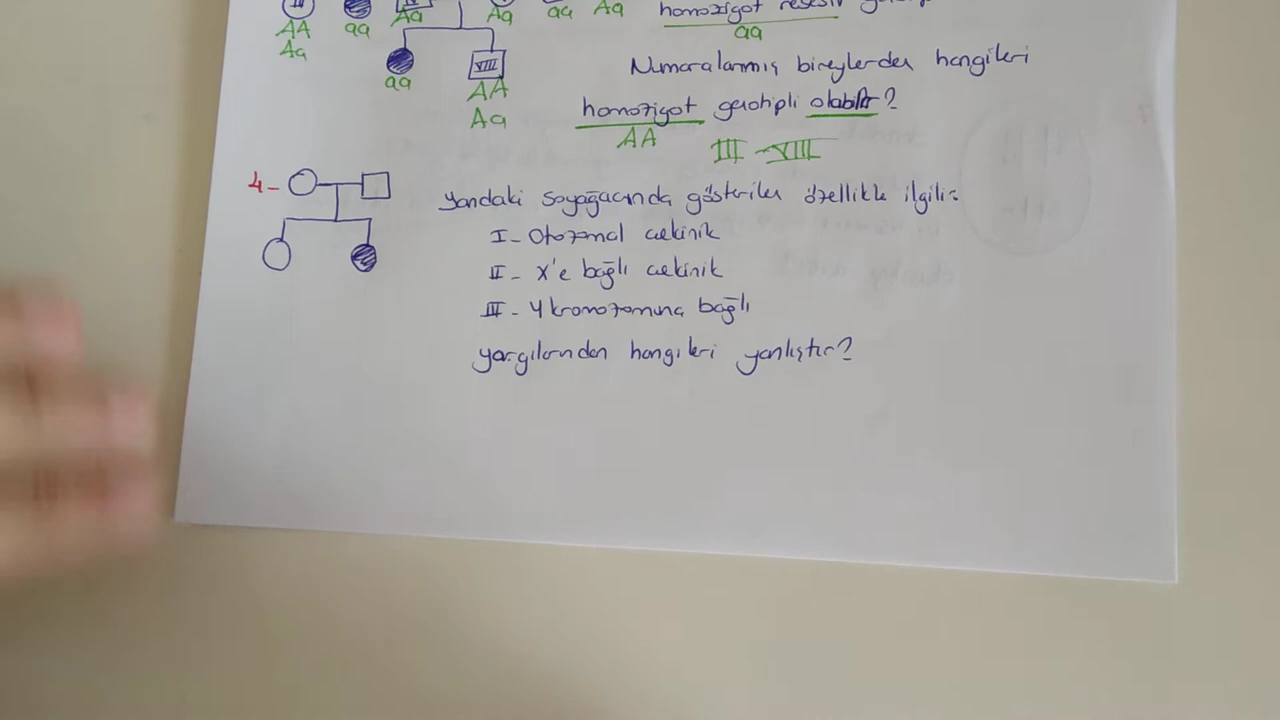 AA aa Aa Aa aa Aa homozigot resesif
Aa aa
Numaralanmış bireylerden hangileri
aa VIII
AA homozigot genotipli olabilir?
Aa AA III - VIII
4- Yandaki soyağacında gösterilen özellikle ilgili:
I- Otozomal çekinik
II- X'e bağlı çekinik
III- Y kromozomuna bağlı
yargılarından hangileri yanlıştır?